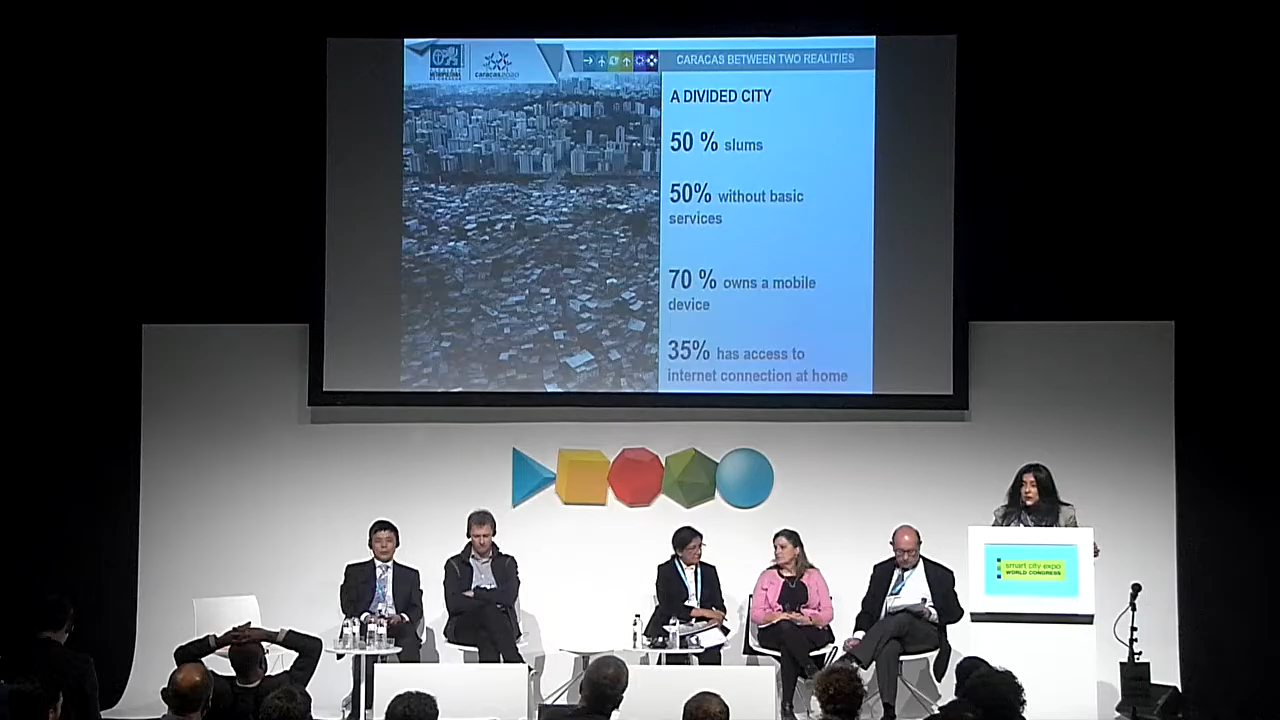 METROPOLITANA
caracas2020
CARACAS BETWEEN TWO REALITIES
A DIVIDED CITY
50 % slums
50% without basic
services
70 % owns a mobile
device
35% has access to
internet connection at home
smart city expo
WORLD CONGRESS